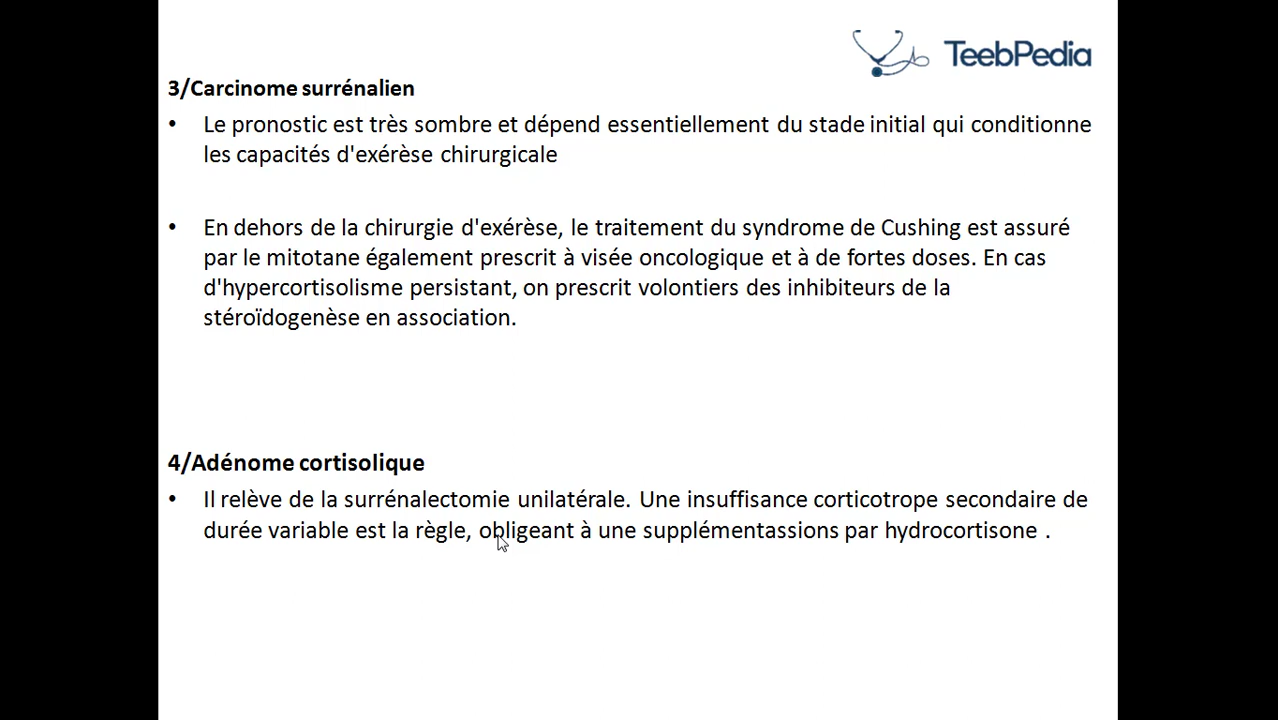 TeebPedia
3/Carcinome surrénalien
• Le pronostic est très sombre et dépend essentiellement du stade initial qui conditionne
les capacités d'exérèse chirurgicale
• En dehors de la chirurgie d'exérèse, le traitement du syndrome de Cushing est assuré
par le mitotane également prescrit à visée oncologique et à de fortes doses. En cas
d'hypercortisolisme persistant, on prescrit volontiers des inhibiteurs de la
stéroïdogenèse en association.
4/Adénome cortisolique
• Il relève de la surrénalectomie unilatérale. Une insuffisance corticotrope secondaire de
durée variable est la règle, obligeant à une supplémentassions par hydrocortisone .